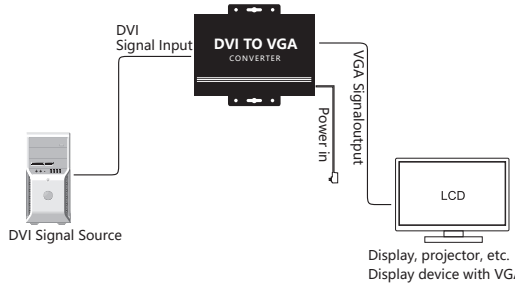 DVI
Signal Input
DVI TO VGA
CONVERTER
VGA Signaloutput
Power in
LCD
DVI Signal Source
Display, projector, etc.
Display device with VGA